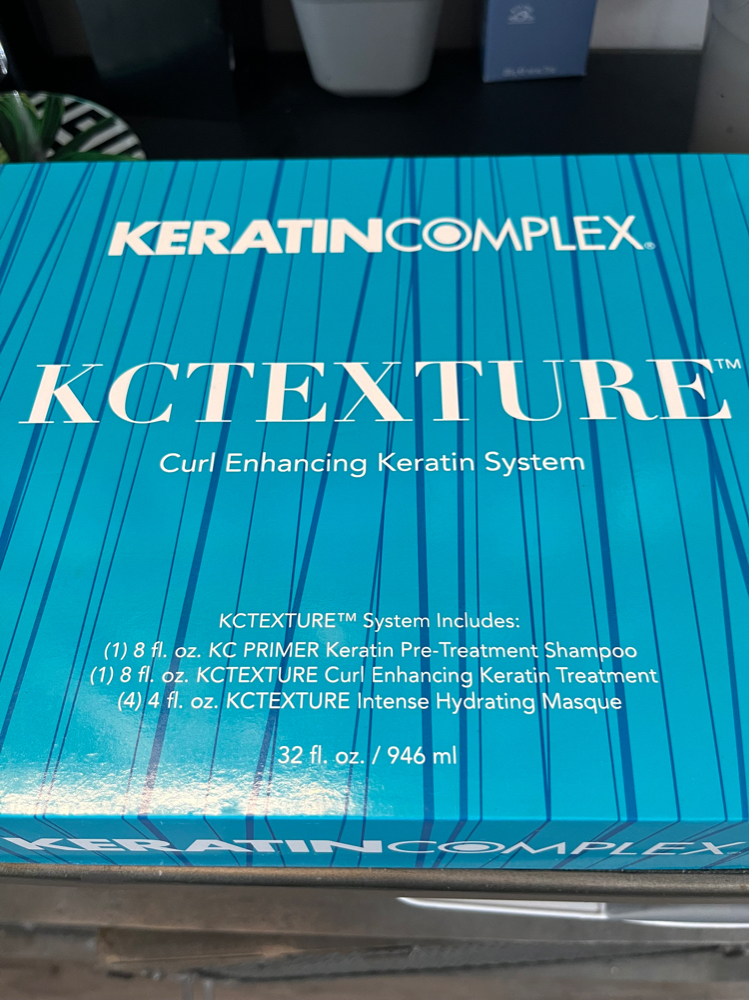 KERATINCOMPLEX®
KCTEXTURE™
Curl Enhancing Keratin System
KCTEXTURE™ System Includes:
(1) 8 fl. oz. KC PRIMER Keratin Pre-Treatment Shampoo
(1) 8 fl. oz. KCTEXTURE Curl Enhancing Keratin Treatment
(4) 4 fl. oz. KCTEXTURE Intense Hydrating Masque
32 fl. oz. / 946 ml
KERATINCOMPLEX